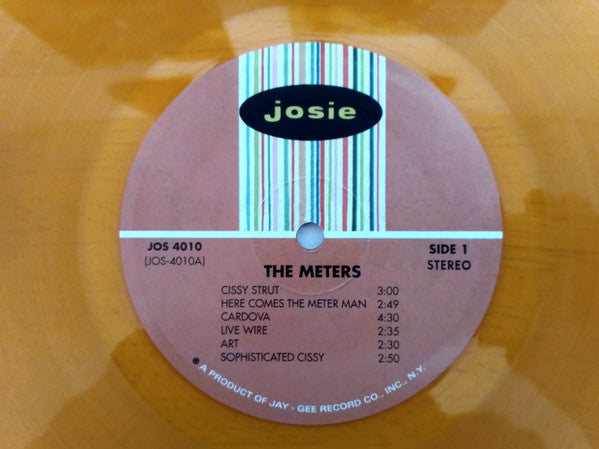 josie
JOS 4010
(JOS-4010A)
SIDE 1
STEREO
THE METERS
CISSY STRUT 3:00
HERE COMES THE METER MAN 2:49
CARDOVA 4:30
LIVE WIRE 2:35
ART 2:30
SOPHISTICATED CISSY 2:50
A PRODUCT OF JAY - GEE RECORD CO., INC., N.Y.